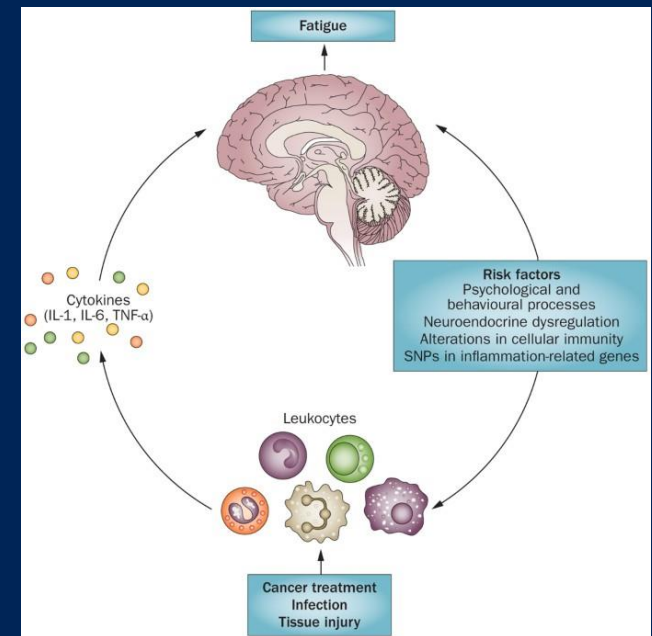 Fatigue
Cytokines
(IL-1, IL-6, TNF-α)
Risk factors
Psychological and
behavioural processes
Neuroendocrine dysregulation
Alterations in cellular immunity
SNPs in inflammation-related genes
Leukocytes
Cancer treatment
Infection
Tissue injury